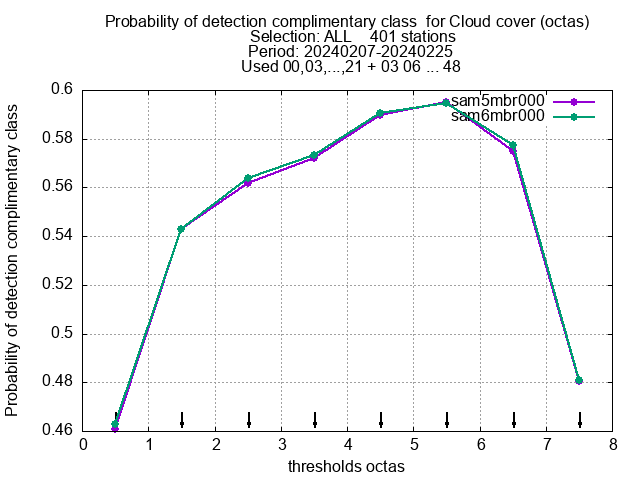 Probability of detection complimentary class  for Cloud cover (octas)
Selection: ALL    401 stations
Period: 20240207-20240225
Used 00,03,...,21 + 03 06 ... 48
Probability of detection complimentary class
0.6
0.58
0.56
0.54
0.52
0.5
0.48
0.46
sam5mbr000
sam6mbr000
0 1 2 3 4 5 6 7 8
thresholds octas